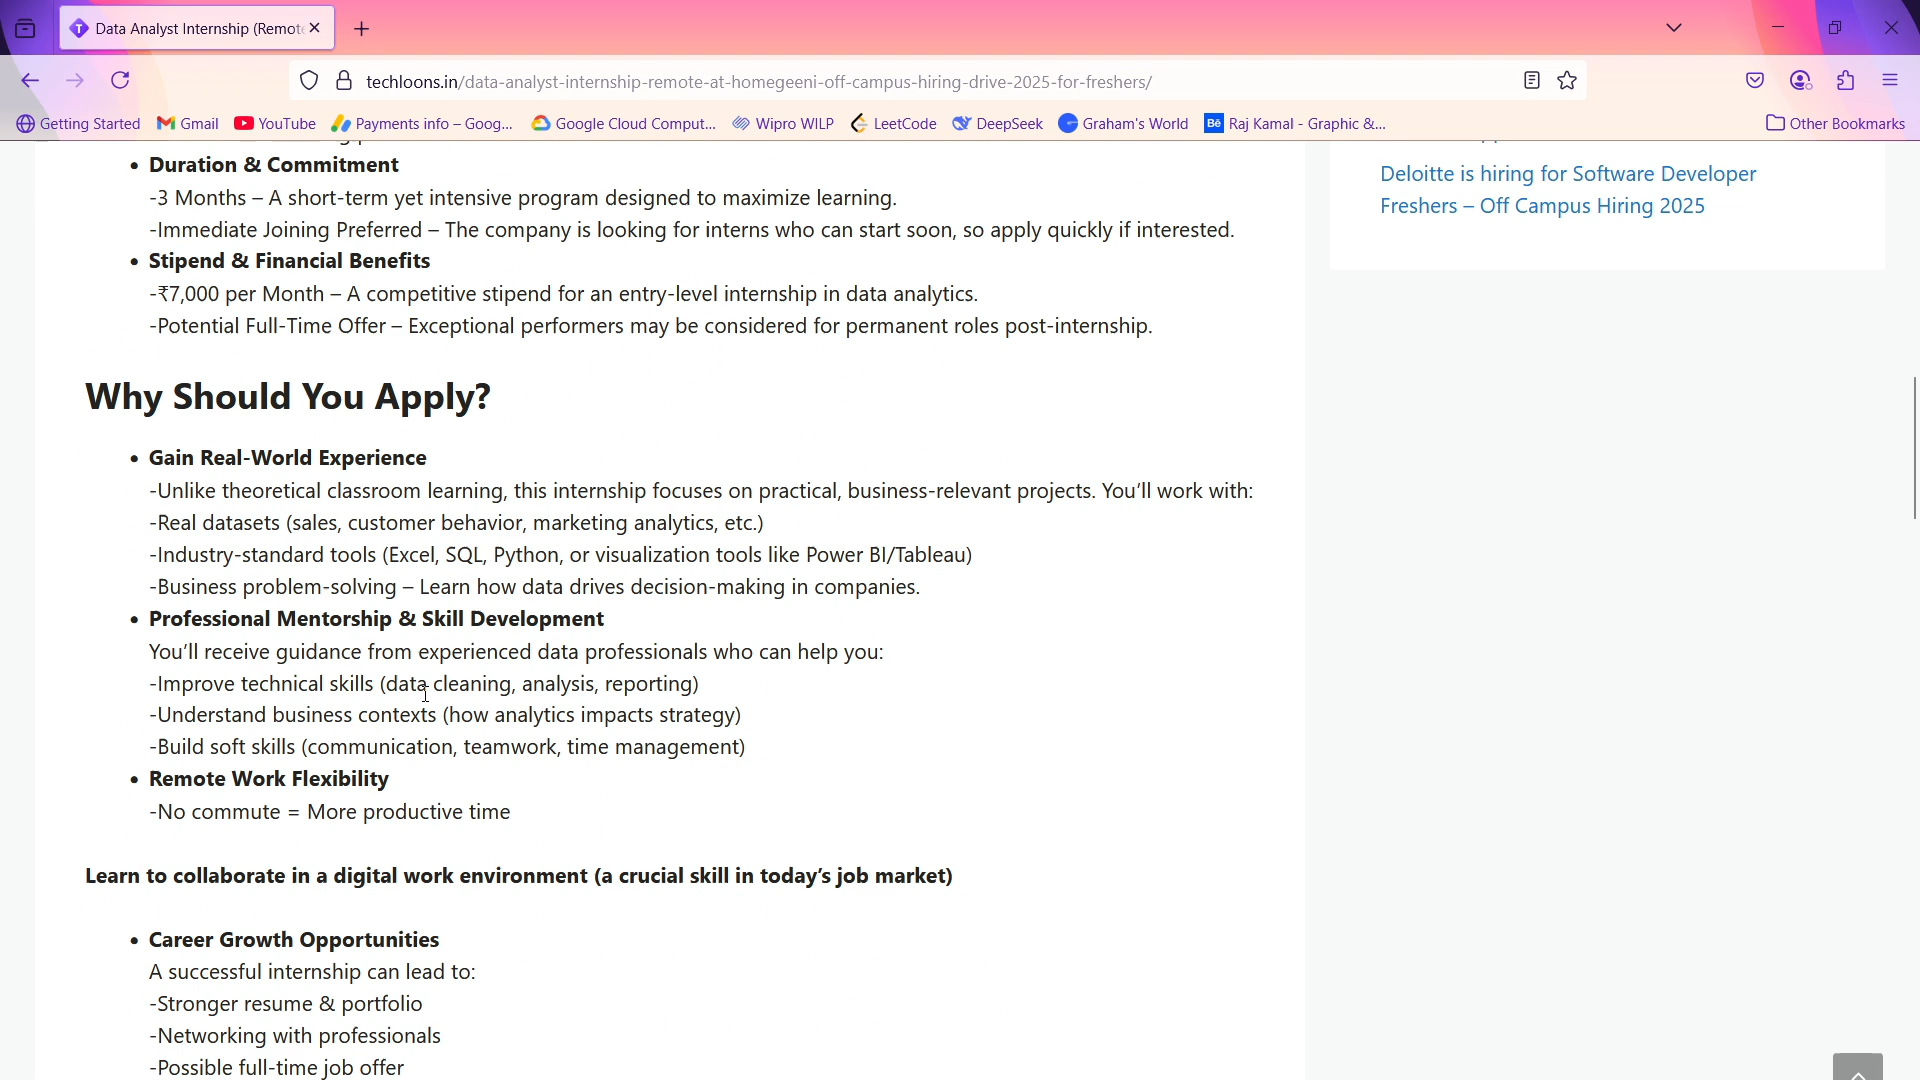 Data Analyst Internship (Remote
techloons.in/data-analyst-internship-remote-at-homegeeni-off-campus-hiring-drive-2025-for-freshers/
Getting Started Gmail YouTube Payments info – Goog... Google Cloud Comput... Wipro WILP LeetCode DeepSeek Graham's World Bē Raj Kamal - Graphic &... Other Bookmarks
• Duration & Commitment
-3 Months – A short-term yet intensive program designed to maximize learning.
-Immediate Joining Preferred – The company is looking for interns who can start soon, so apply quickly if interested.
• Stipend & Financial Benefits
-₹7,000 per Month – A competitive stipend for an entry-level internship in data analytics.
-Potential Full-Time Offer – Exceptional performers may be considered for permanent roles post-internship.
Why Should You Apply?
• Gain Real-World Experience
-Unlike theoretical classroom learning, this internship focuses on practical, business-relevant projects. You’ll work with:
-Real datasets (sales, customer behavior, marketing analytics, etc.)
-Industry-standard tools (Excel, SQL, Python, or visualization tools like Power BI/Tableau)
-Business problem-solving – Learn how data drives decision-making in companies.
• Professional Mentorship & Skill Development
You’ll receive guidance from experienced data professionals who can help you:
-Improve technical skills (data cleaning, analysis, reporting)
-Understand business contexts (how analytics impacts strategy)
-Build soft skills (communication, teamwork, time management)
• Remote Work Flexibility
-No commute = More productive time
Learn to collaborate in a digital work environment (a crucial skill in today’s job market)
• Career Growth Opportunities
A successful internship can lead to:
-Stronger resume & portfolio
-Networking with professionals
-Possible full-time job offer
Deloitte is hiring for Software Developer
Freshers – Off Campus Hiring 2025